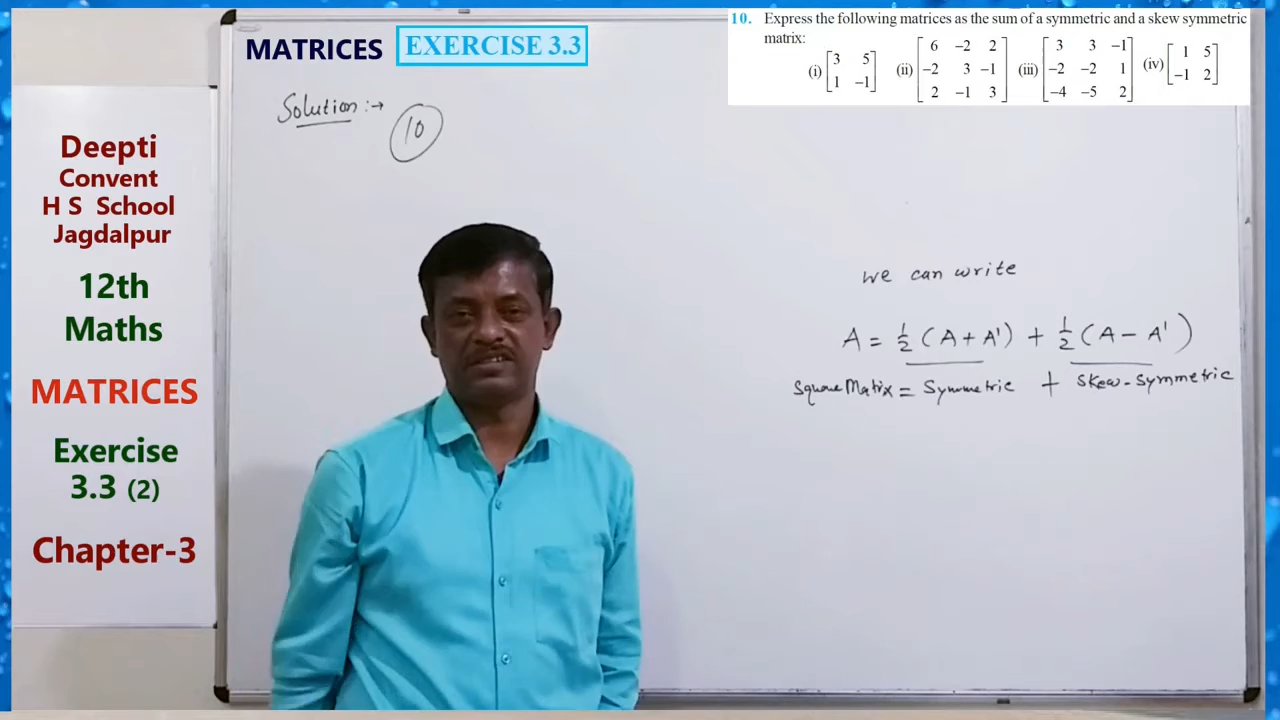 MATRICES EXERCISE 3.3
10. Express the following matrices as the sum of a symmetric and a skew symmetric
matrix:
(i) [3 5; 1 −1] (ii) [6 −2 2; −2 3 −1; 2 −1 3] (iii) [3 3 −1; −2 −2 1; −4 −5 2] (iv) [1 5; −1 2]
Solution :→
10
Deepti
Convent
H S School
Jagdalpur
12th
Maths
MATRICES
Exercise
3.3 (2)
Chapter-3
we can write
A = 1/2 (A + A') + 1/2 (A − A')
Square Matrix = Symmetric + Skew-Symmetric